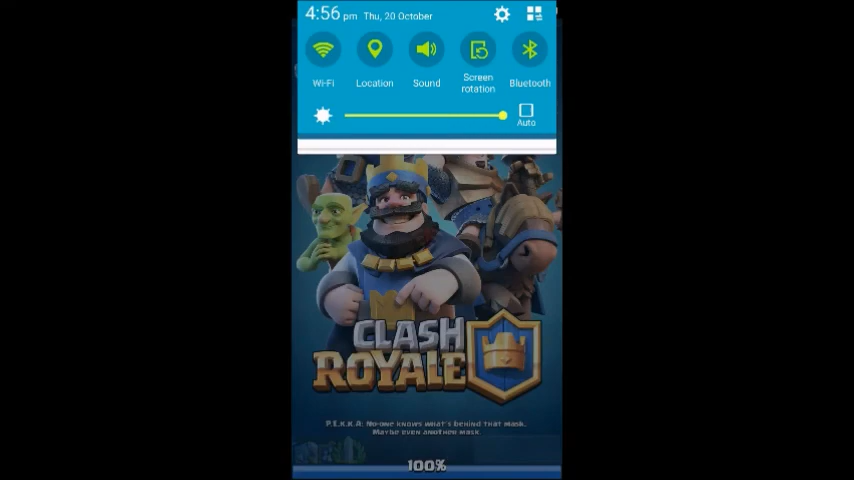 4:56 pm Thu, 20 October
Wi-Fi
Location
Sound
Screen rotation
Bluetooth
Auto
CLASH
ROYALE
P.E.K.K.A: No-one knows what's behind that mask.
Maybe even another mask.
100%